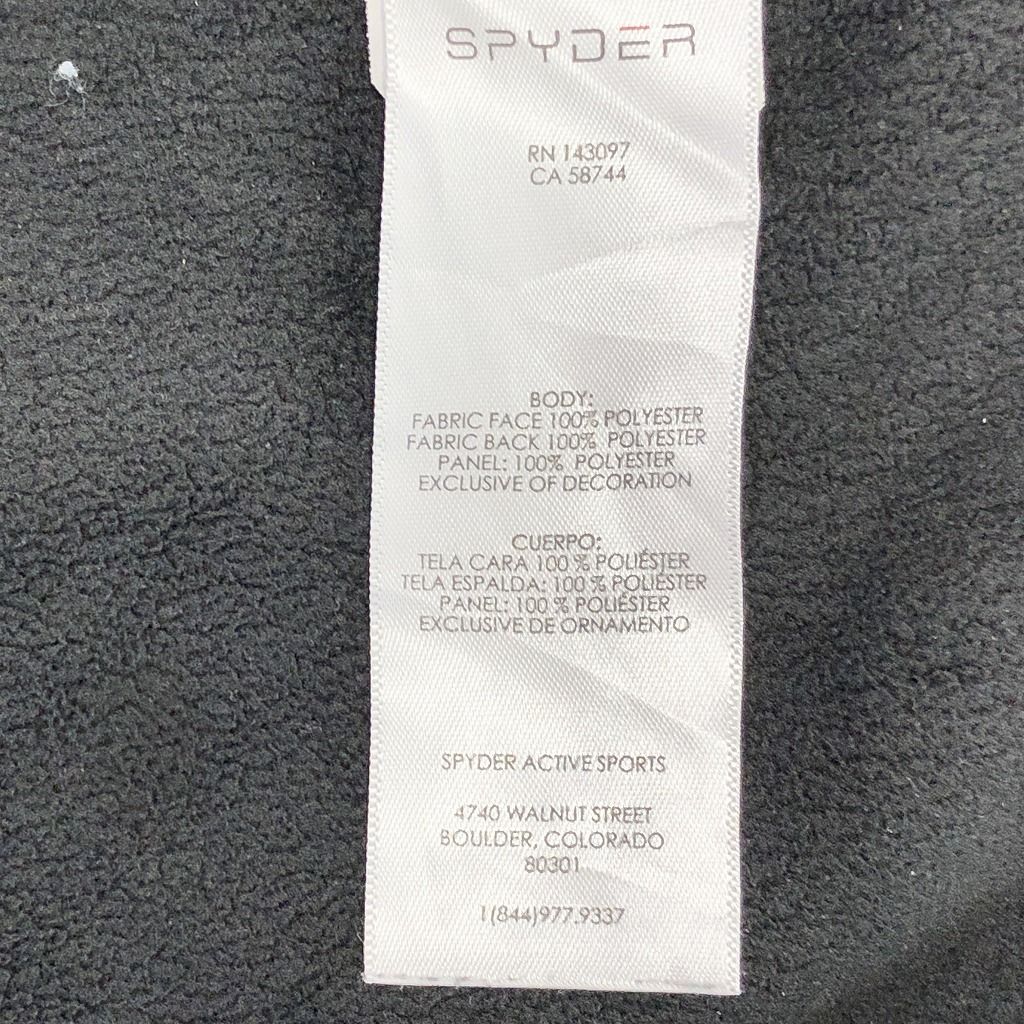 SPYDER
RN 143097
CA 58744
BODY:
FABRIC FACE 100% POLYESTER
FABRIC BACK 100% POLYESTER
PANEL: 100% POLYESTER
EXCLUSIVE OF DECORATION
CUERPO:
TELA CARA 100 % POLIÉSTER
TELA ESPALDA: 100 % POLIÉSTER
PANEL: 100 % POLIÉSTER
EXCLUSIVE DE ORNAMENTO
SPYDER ACTIVE SPORTS
4740 WALNUT STREET
BOULDER, COLORADO
80301
1(844)977.9337